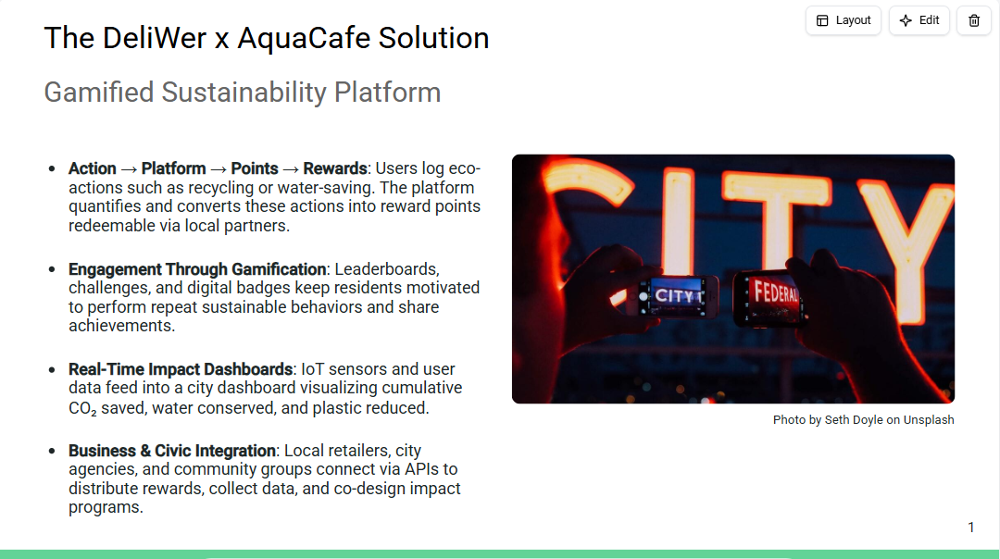 The DeliWer x AquaCafe Solution
Layout
Edit
Gamified Sustainability Platform
• Action → Platform → Points → Rewards: Users log eco-
actions such as recycling or water-saving. The platform
quantifies and converts these actions into reward points
redeemable via local partners.
• Engagement Through Gamification: Leaderboards,
challenges, and digital badges keep residents motivated
to perform repeat sustainable behaviors and share
achievements.
• Real-Time Impact Dashboards: IoT sensors and user
data feed into a city dashboard visualizing cumulative
CO₂ saved, water conserved, and plastic reduced.
• Business & Civic Integration: Local retailers, city
agencies, and community groups connect via APIs to
distribute rewards, collect data, and co-design impact
programs.
CITY
CITY
FEDERAL
Photo by Seth Doyle on Unsplash
1